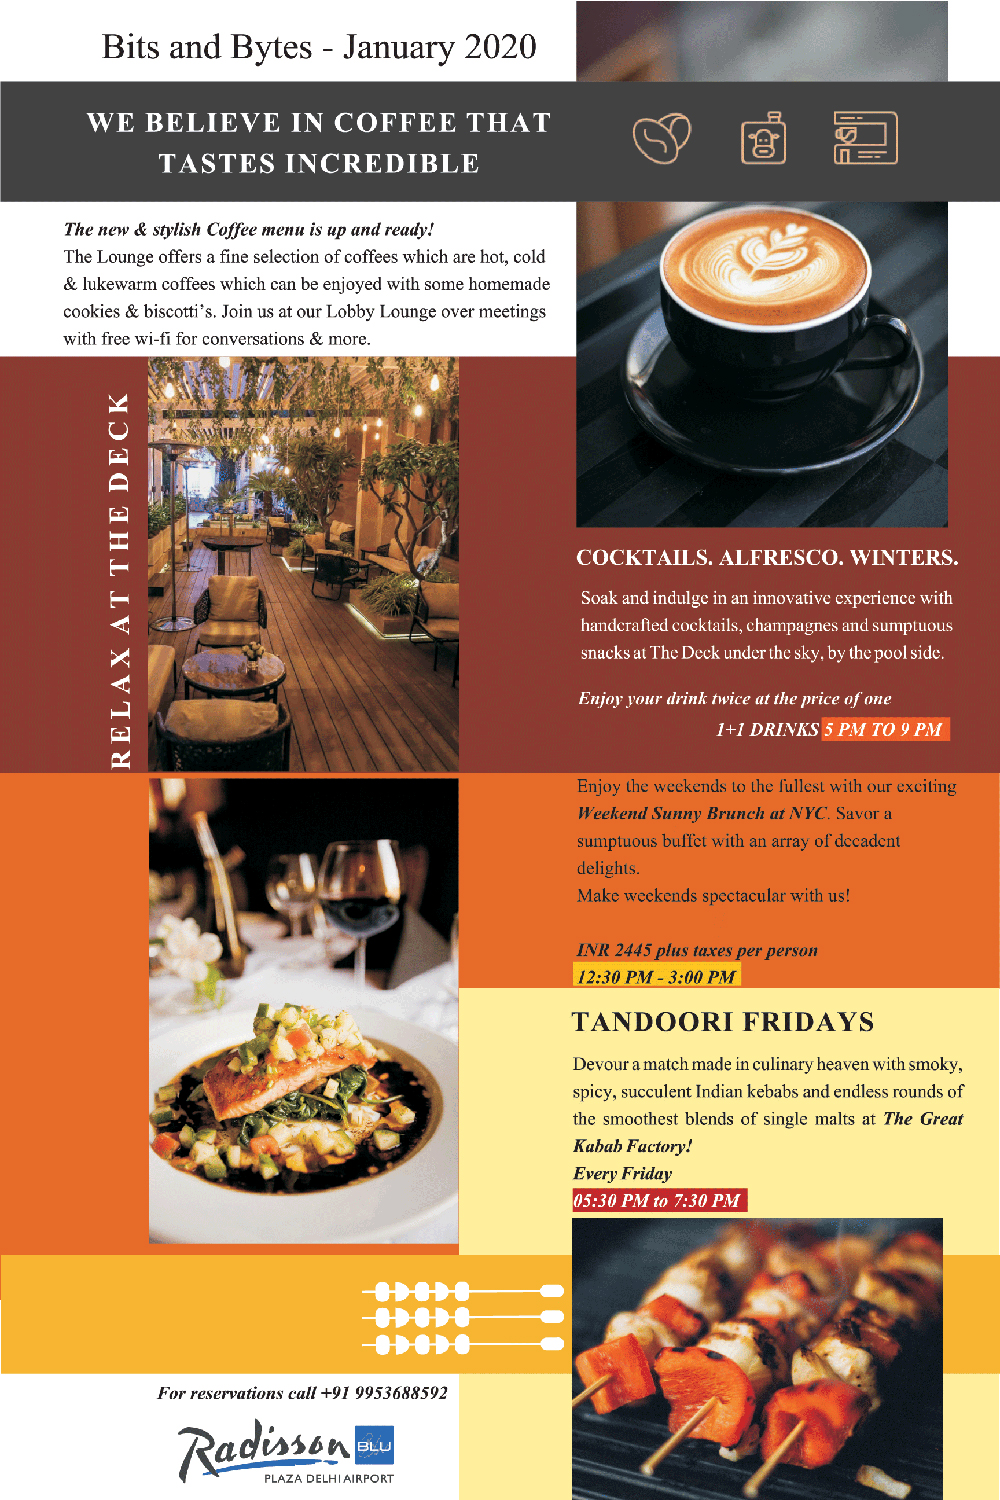 Bits and Bytes - January 2020
WE BELIEVE IN COFFEE THAT
TASTES INCREDIBLE
The new & stylish Coffee menu is up and ready!
The Lounge offers a fine selection of coffees which are hot, cold
& lukewarm coffees which can be enjoyed with some homemade
cookies & biscotti's. Join us at our Lobby Lounge over meetings
with free wi-fi for conversations & more.
RELAX AT THE DECK
COCKTAILS. ALFRESCO. WINTERS.
Soak and indulge in an innovative experience with
handcrafted cocktails, champagnes and sumptuous
snacks at The Deck under the sky, by the pool side.
Enjoy your drink twice at the price of one
1+1 DRINKS 5 PM TO 9 PM
Enjoy the weekends to the fullest with our exciting
Weekend Sunny Brunch at NYC. Savor a
sumptuous buffet with an array of decadent
delights.
Make weekends spectacular with us!
INR 2445 plus taxes per person
12:30 PM - 3:00 PM
TANDOORI FRIDAYS
Devour a match made in culinary heaven with smoky,
spicy, succulent Indian kebabs and endless rounds of
the smoothest blends of single malts at The Great
Kabab Factory!
Every Friday
05:30 PM to 7:30 PM
For reservations call +91 9953688592
Radisson BLU
PLAZA DELHI AIRPORT